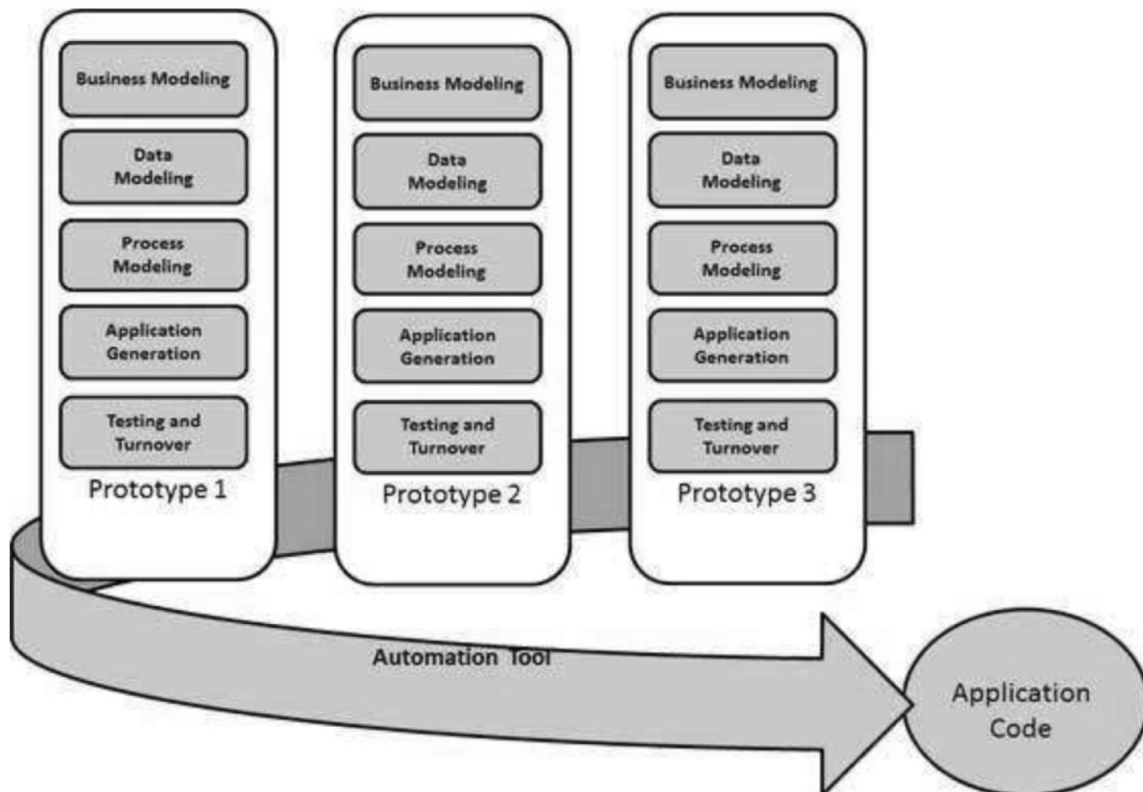 Business Modeling
Data
Modeling
Process
Modeling
Application
Generation
Testing and
Turnover
Prototype 1
Business Modeling
Data
Modeling
Process
Modeling
Application
Generation
Testing and
Turnover
Prototype 2
Business Modeling
Data
Modeling
Process
Modeling
Application
Generation
Testing and
Turnover
Prototype 3
Automation Tool
Application
Code